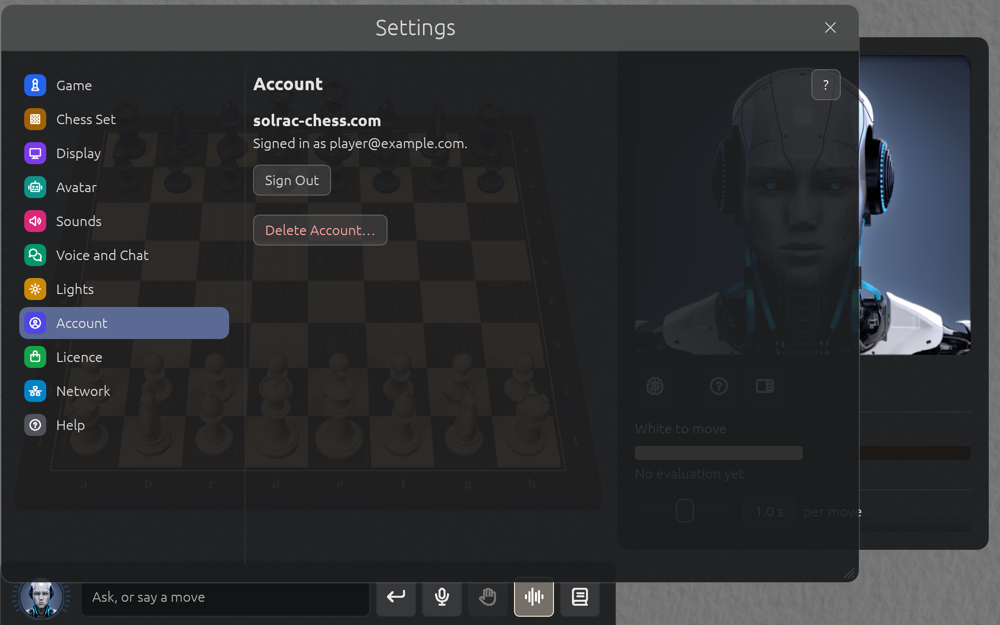 Settings
Game
Chess Set
Display
Avatar
Sounds
Voice and Chat
Lights
Account
Licence
Network
Help
Account
?
solrac-chess.com
Signed in as player@example.com.
Sign Out
Delete Account...
White to move
No evaluation yet
1.0 s per move
a b c d e f g h
Ask, or say a move